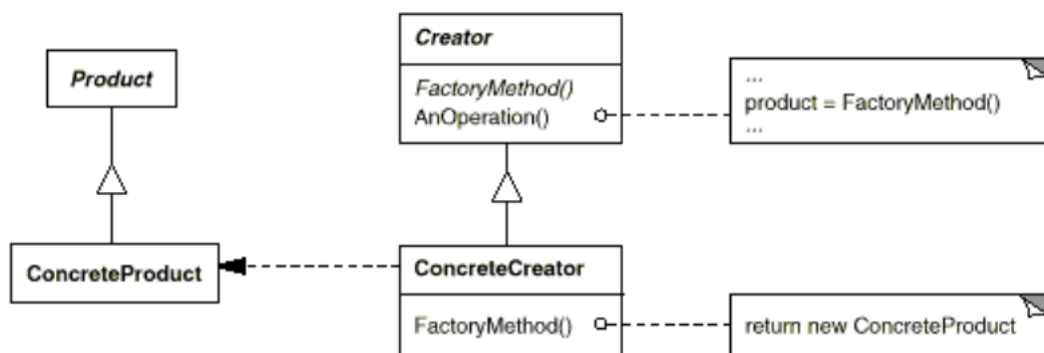 Product
ConcreteProduct
Creator
FactoryMethod()
AnOperation()
...
product = FactoryMethod()
...
ConcreteCreator
FactoryMethod()
return new ConcreteProduct